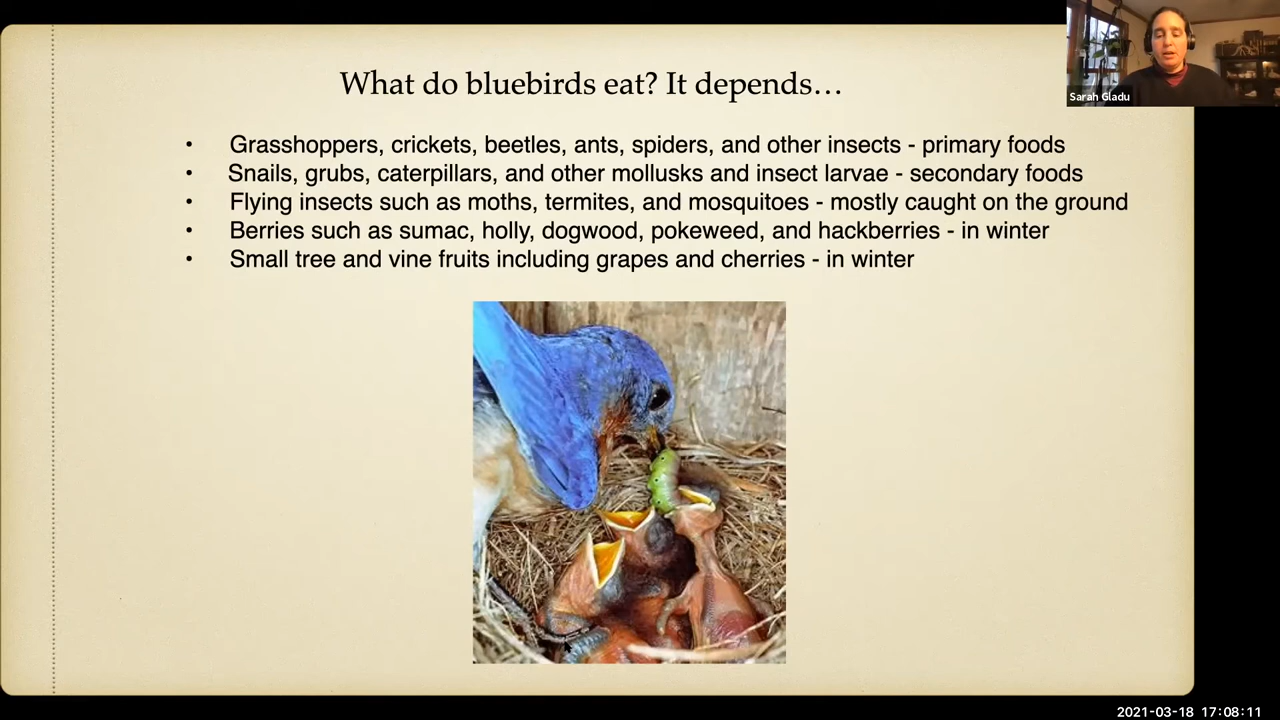 What do bluebirds eat? It depends…
Sarah Gladu
• Grasshoppers, crickets, beetles, ants, spiders, and other insects - primary foods
• Snails, grubs, caterpillars, and other mollusks and insect larvae - secondary foods
• Flying insects such as moths, termites, and mosquitoes - mostly caught on the ground
• Berries such as sumac, holly, dogwood, pokeweed, and hackberries - in winter
• Small tree and vine fruits including grapes and cherries - in winter
2021-03-18 17:08:11